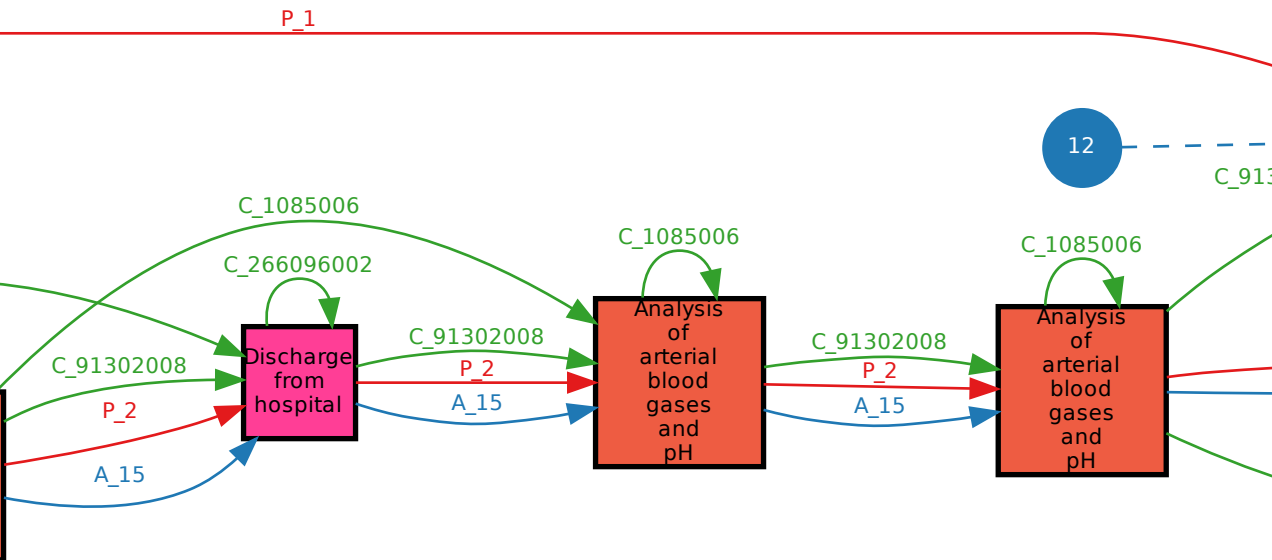 P_1
12
C_913
C_1085006
C_1085006
C_1085006
C_266096002
C_91302008
C_91302008
C_91302008
P_2
P_2
P_2
A_15
A_15
A_15
Discharge
from
hospital
Analysis
of
arterial
blood
gases
and
pH
Analysis
of
arterial
blood
gases
and
pH